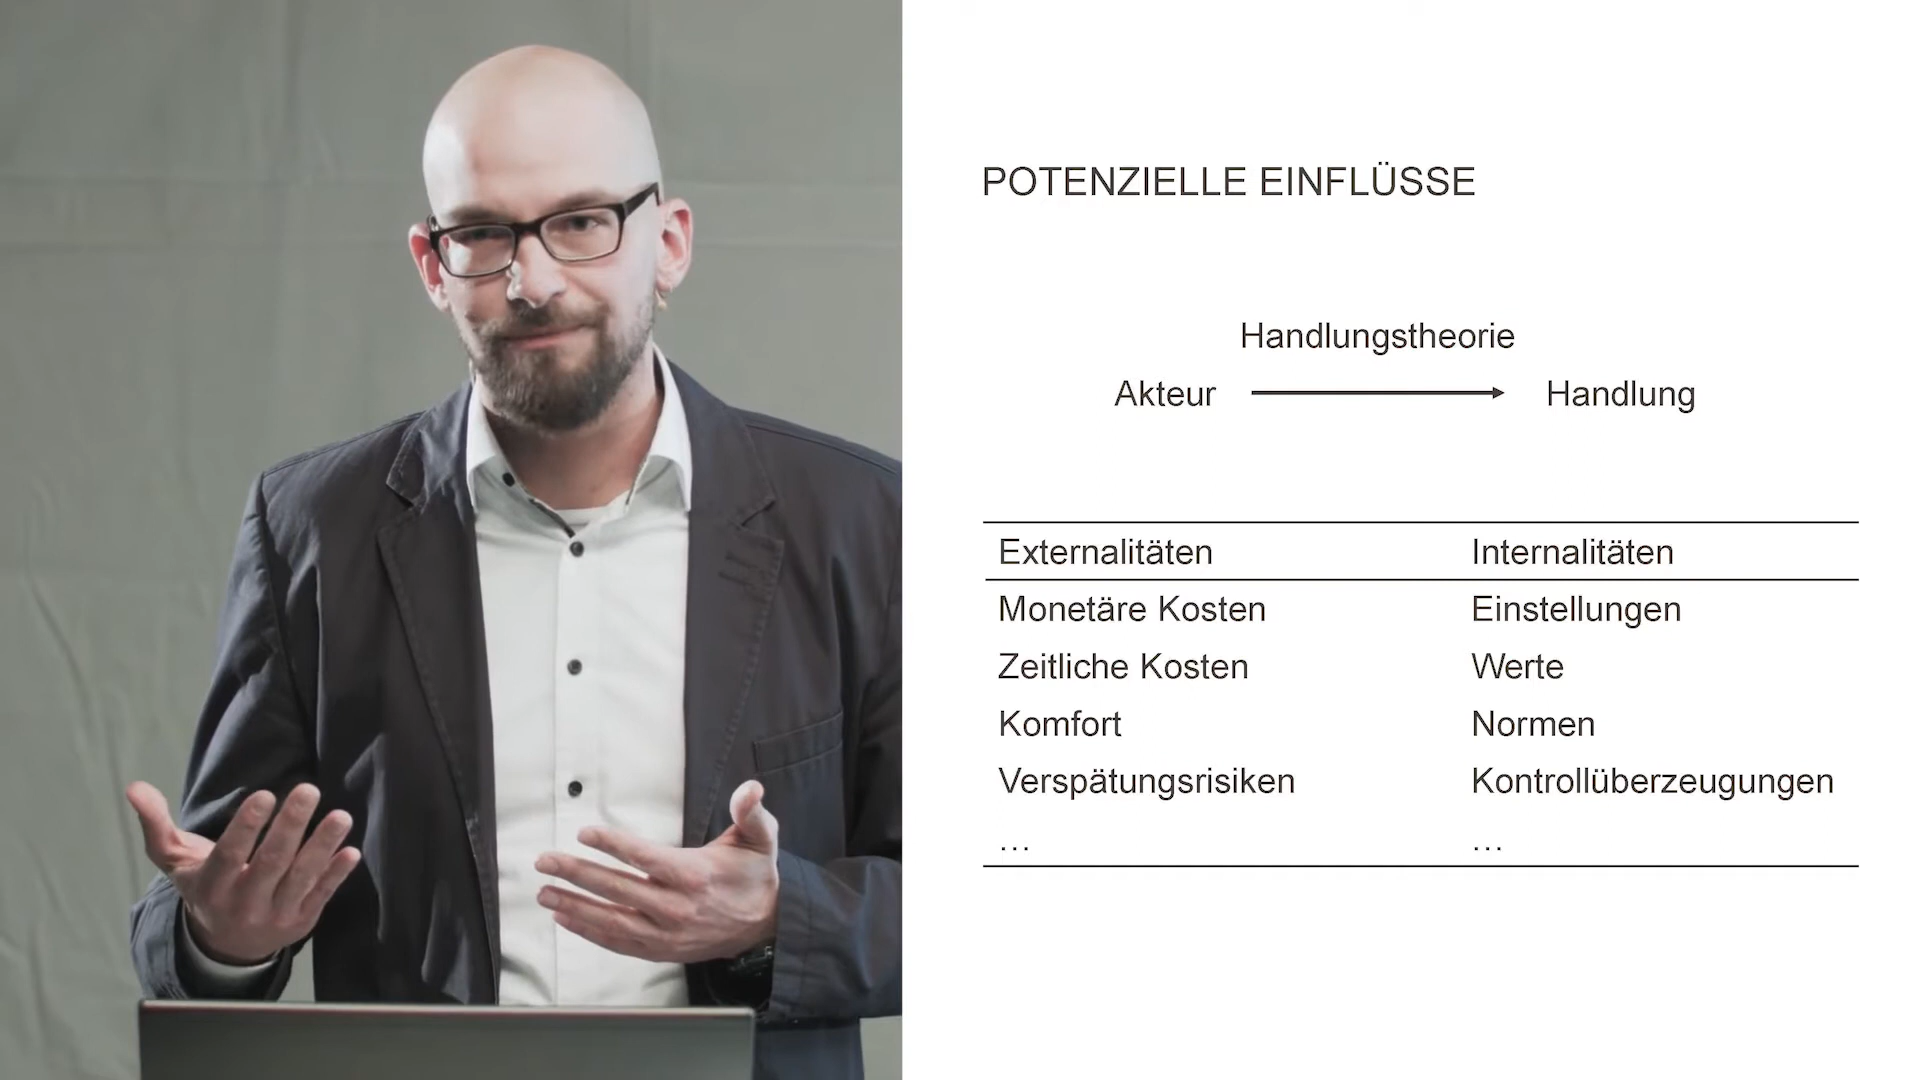 POTENZIELLE EINFLÜSSE
Handlungstheorie
Akteur Handlung
Externalitäten Internalitäten
Monetäre Kosten Einstellungen
Zeitliche Kosten Werte
Komfort Normen
Verspätungsrisiken Kontrollüberzeugungen
… …